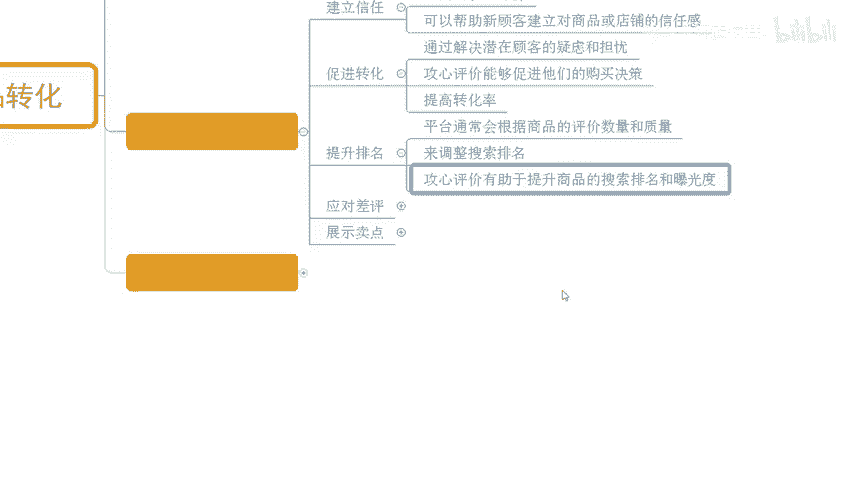 建立信任
可以帮助新顾客建立对商品或店铺的信任感
bilibili
通过解决潜在顾客的疑虑和担忧
促进转化
攻心评价能够促进他们的购买决策
品转化
提高转化率
平台通常会根据商品的评价数量和质量
提升排名
来调整搜索排名
攻心评价有助于提升商品的搜索排名和曝光度
应对差评
展示卖点